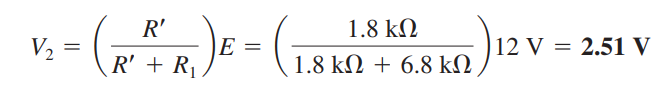 V₂ = (R' / (R' + R₁))E = (1.8 kΩ / (1.8 kΩ + 6.8 kΩ))12 V = 2.51 V